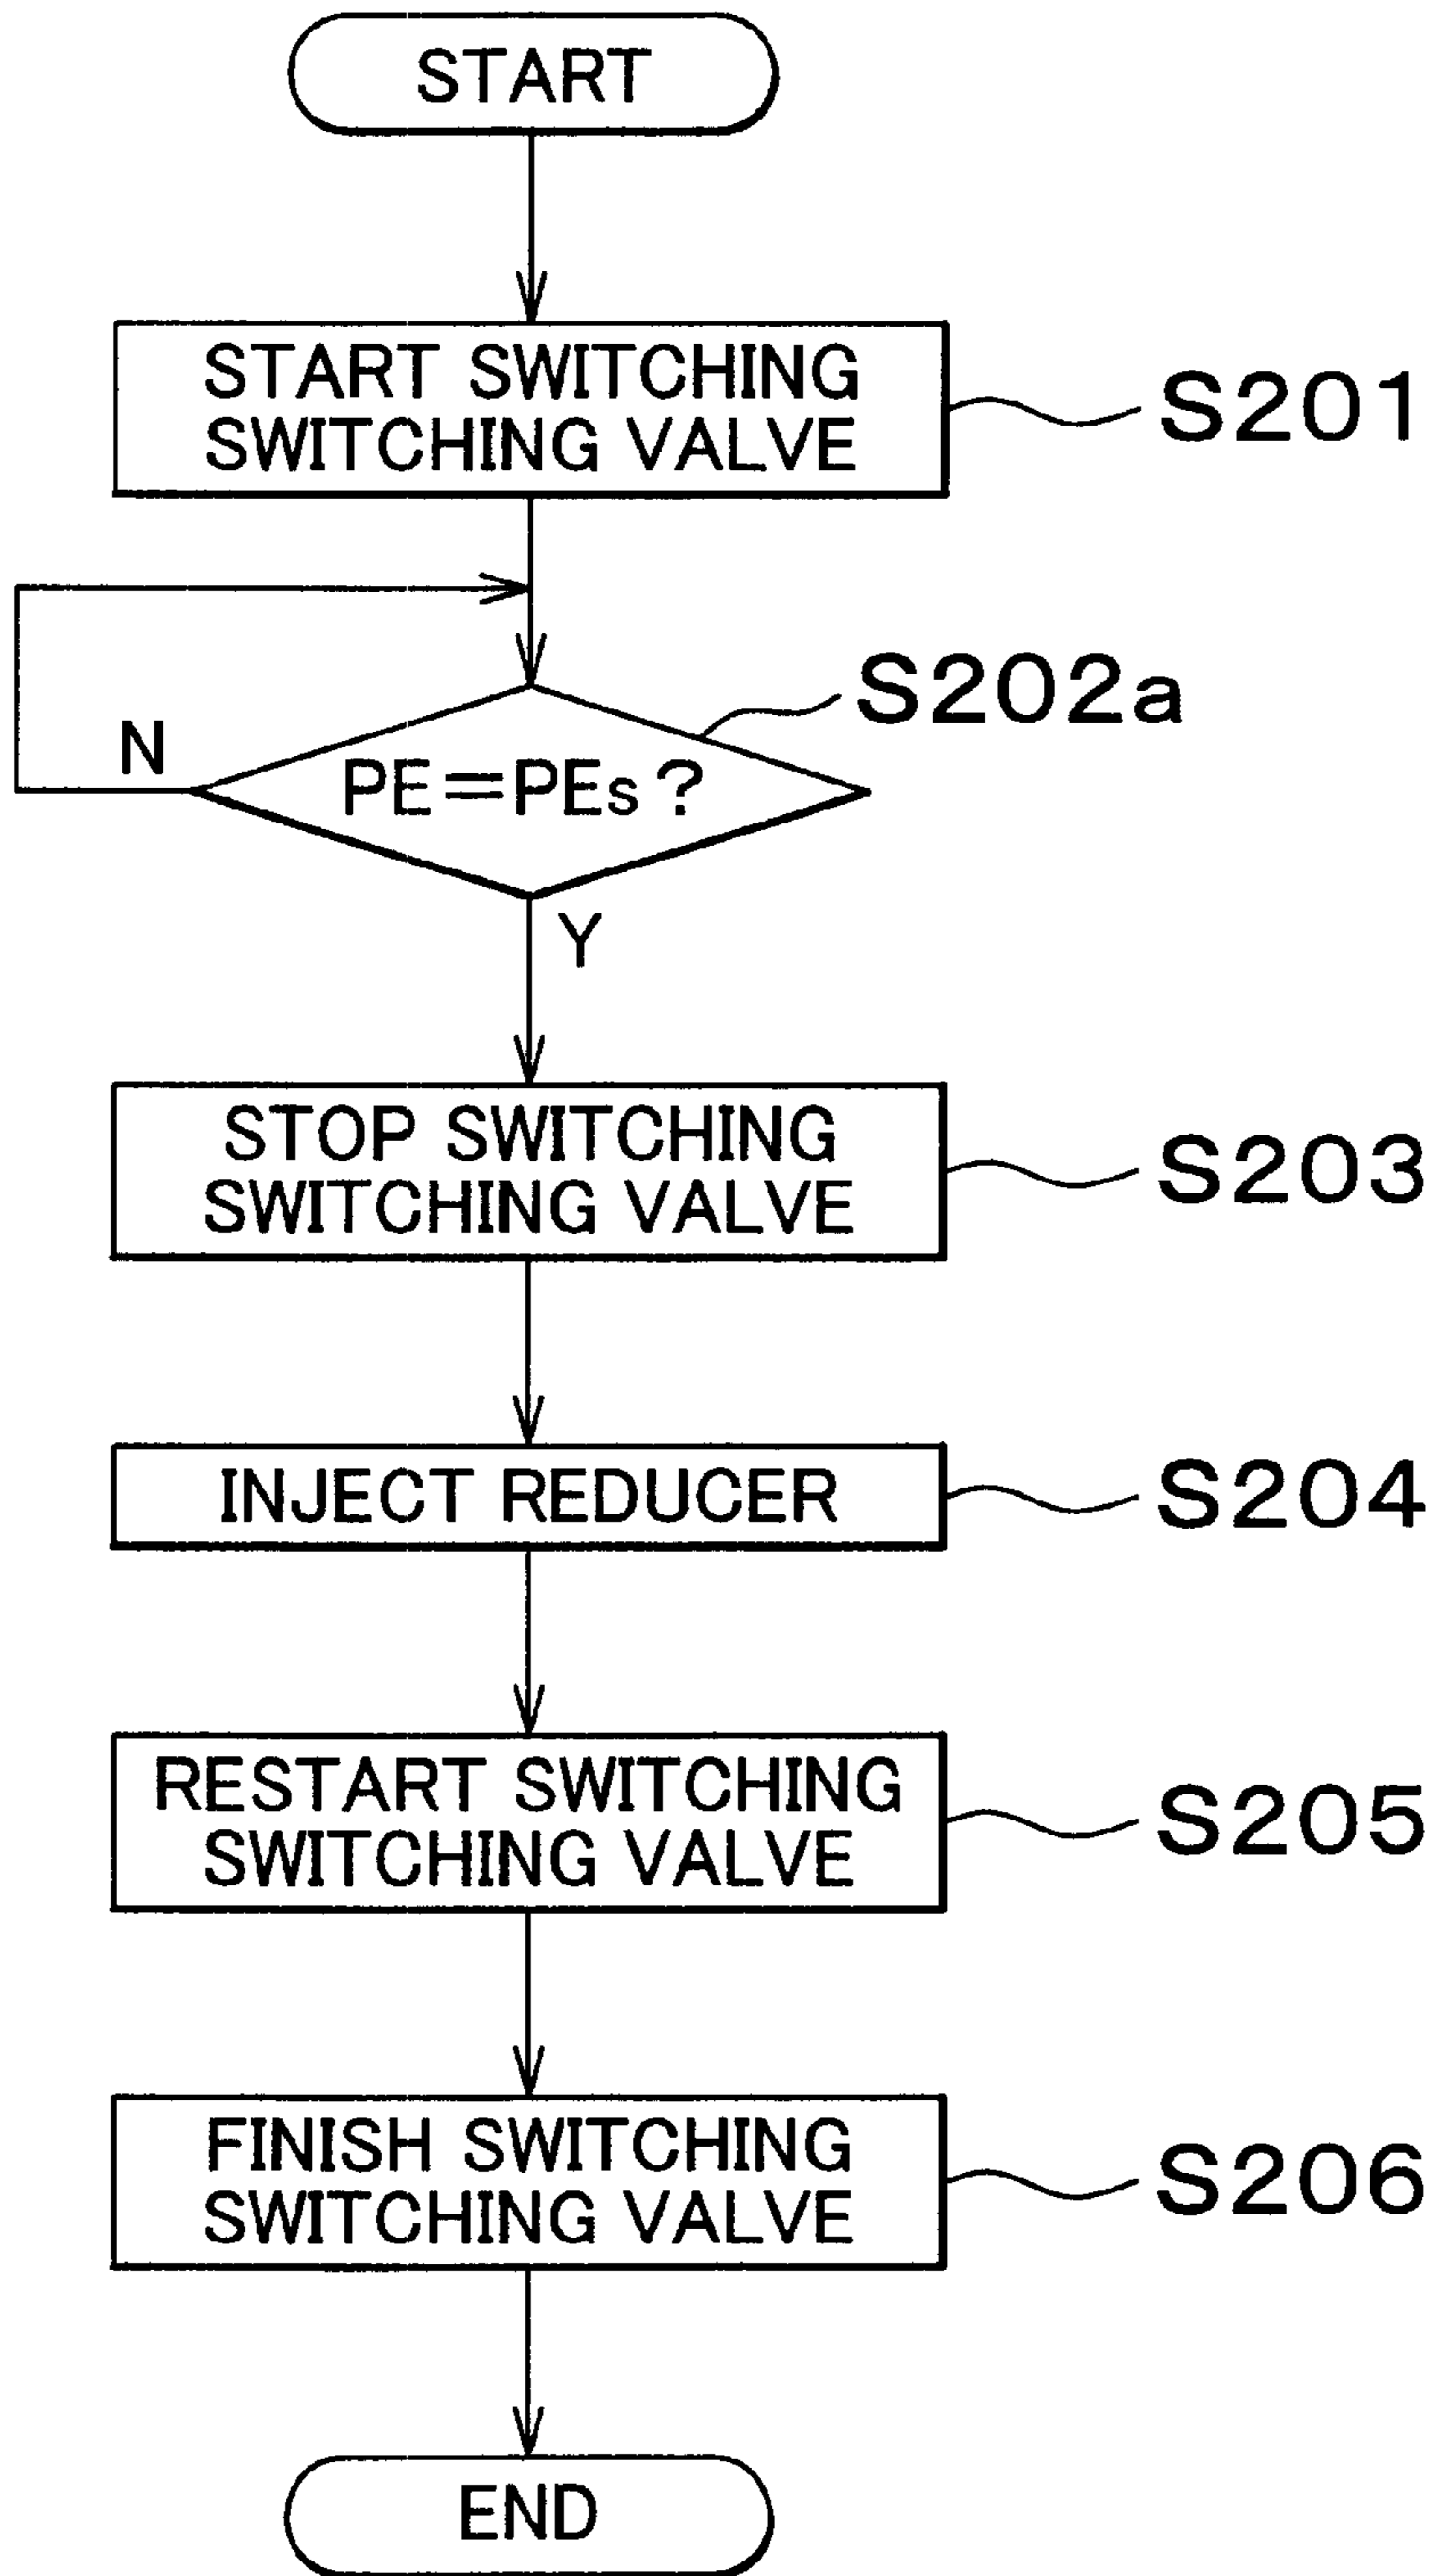 START
START SWITCHING
SWITCHING VALVE
S201
S202a
N
PE=PEs?
Y
STOP SWITCHING
SWITCHING VALVE
S203
INJECT REDUCER
S204
RESTART SWITCHING
SWITCHING VALVE
S205
FINISH SWITCHING
SWITCHING VALVE
S206
END